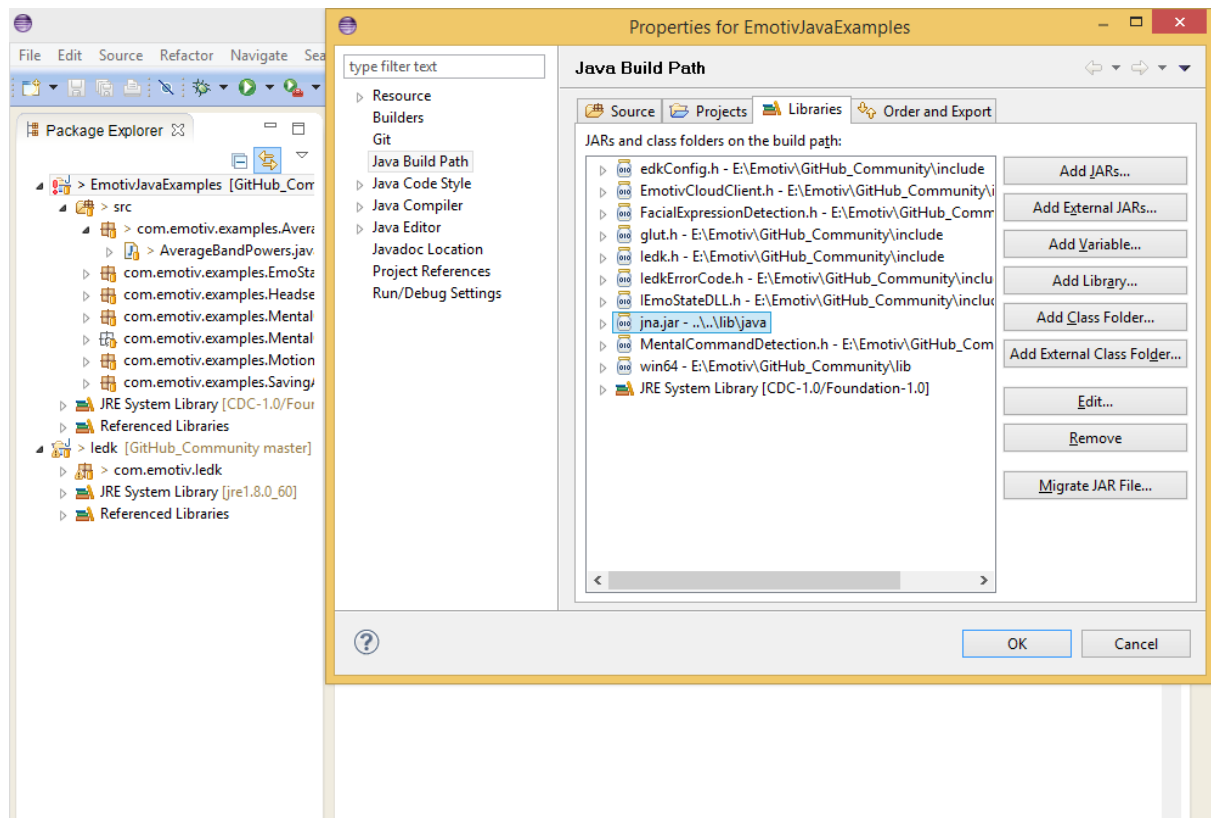 File Edit Source Refactor Navigate Sea
Package Explorer
> EmotivJavaExamples [GitHub_Com
> src
> com.emotiv.examples.Avera
> AverageBandPowers.jav
com.emotiv.examples.EmoSta
com.emotiv.examples.Headse
com.emotiv.examples.Mental
com.emotiv.examples.Mental
com.emotiv.examples.Motion
com.emotiv.examples.SavingA
JRE System Library [CDC-1.0/Four
Referenced Libraries
> Iedk [GitHub_Community master]
> com.emotiv.Iedk
JRE System Library [jre1.8.0_60]
Referenced Libraries
Properties for EmotivJavaExamples
type filter text
Resource
Builders
Git
Java Build Path
Java Code Style
Java Compiler
Java Editor
Javadoc Location
Project References
Run/Debug Settings
Java Build Path
Source Projects Libraries Order and Export
JARs and class folders on the build path:
edkConfig.h - E:\Emotiv\GitHub_Community\include
EmotivCloudClient.h - E:\Emotiv\GitHub_Community\i
FacialExpressionDetection.h - E:\Emotiv\GitHub_Comm
glut.h - E:\Emotiv\GitHub_Community\include
Iedk.h - E:\Emotiv\GitHub_Community\include
IedkErrorCode.h - E:\Emotiv\GitHub_Community\inclu
IEmoStateDLL.h - E:\Emotiv\GitHub_Community\incluc
jna.jar - ..\..\lib\java
MentalCommandDetection.h - E:\Emotiv\GitHub_Com
win64 - E:\Emotiv\GitHub_Community\lib
JRE System Library [CDC-1.0/Foundation-1.0]
Add JARs...
Add External JARs...
Add Variable...
Add Library...
Add Class Folder...
Add External Class Folder...
Edit...
Remove
Migrate JAR File...
OK Cancel